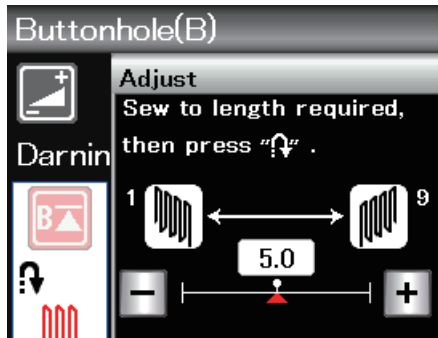 Buttonhole(B)
Adjust
Sew to length required,
then press “ ” .
Darnin
B
1
9
5.0
− +